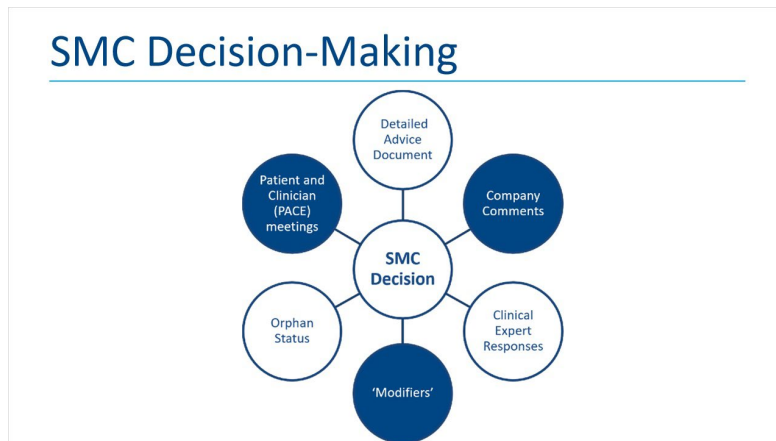 SMC Decision-Making
Detailed
Advice
Document
Patient and
Clinician
(PACE)
meetings
Company
Comments
SMC
Decision
Orphan
Status
Clinical
Expert
Responses
'Modifiers'